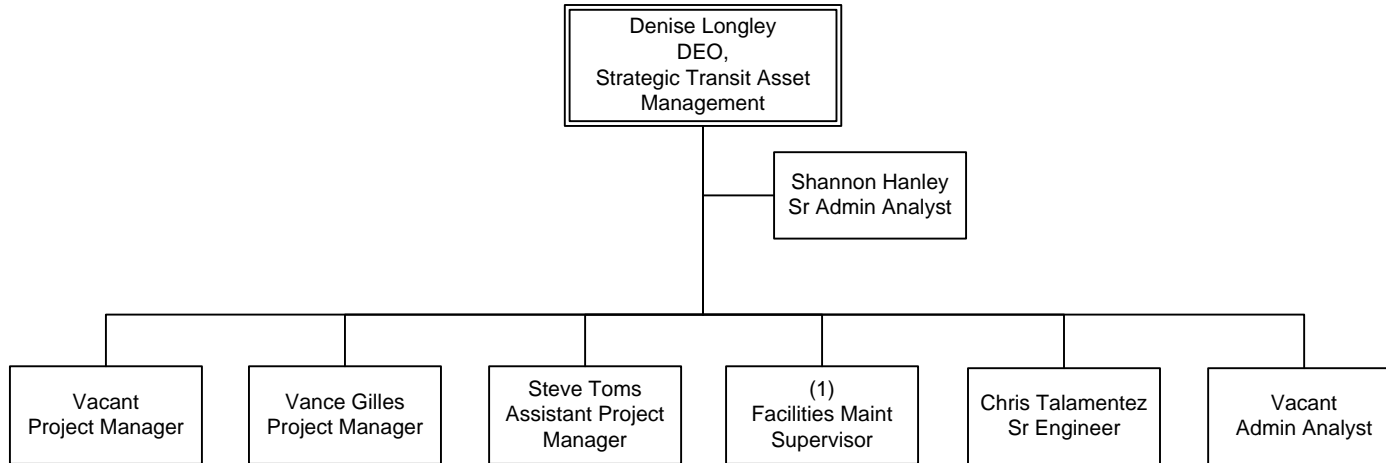 Denise Longley
DEO,
Strategic Transit Asset
Management
Shannon Hanley
Sr Admin Analyst
Vacant
Project Manager
Vance Gilles
Project Manager
Steve Toms
Assistant Project
Manager
(1)
Facilities Maint
Supervisor
Chris Talamentez
Sr Engineer
Vacant
Admin Analyst